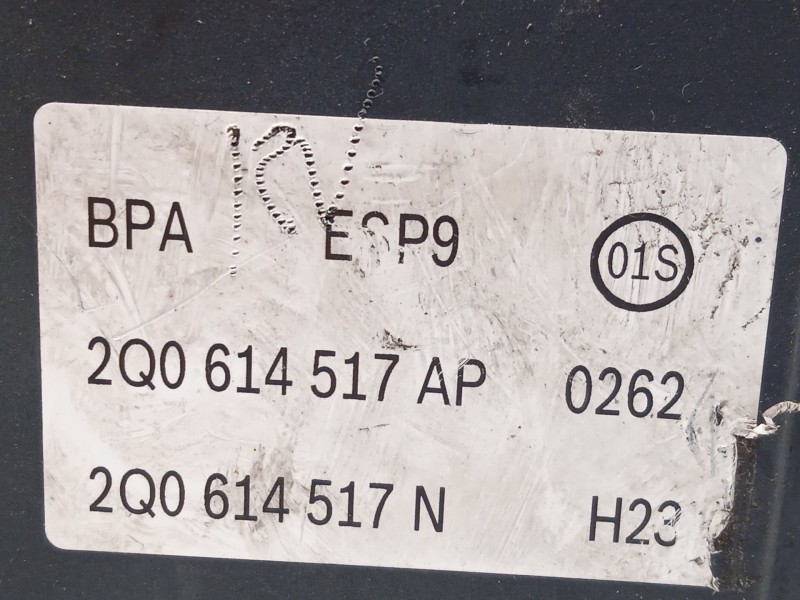 BPA ESP9 01S
2Q0 614 517 AP 0262
2Q0 614 517 N H23